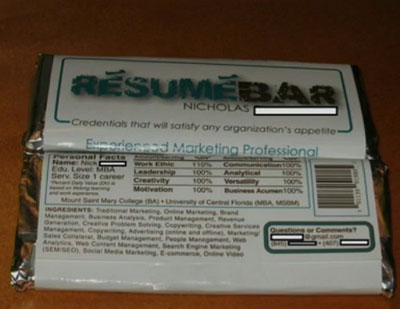 RÉSUMÉBAR
NICHOLAS
Credentials that will satisfy any organization's appetite
Experienced Marketing Professional
Personal Facts
Name: Nick
Edu. Level: MBA
Serv. Size 1 career
Work Ethic 110% Communication 100%
Leadership 100% Analytical 100%
Creativity 100% Versatility 100%
Motivation 100% Business Acumen 100%
Mount Saint Mary College (BA) • University of Central Florida (MBA, MSBM)
INGREDIENTS: Traditional Marketing, Online Marketing, Brand
Management, Business Analysis, Product Management, Revenue
Generation, Creative Problem Solving, Copywriting, Creative Services
Management, Copywriting, Advertising (online and offline), Marketing/
Sales Collateral, Budget Management, People Management, Web
Analytics, Web Content Management, Search Engine Marketing
(SEM/SEO), Social Media Marketing, E-commerce, Online Video
Questions or Comments?
@gmail.com
(845) • (407)